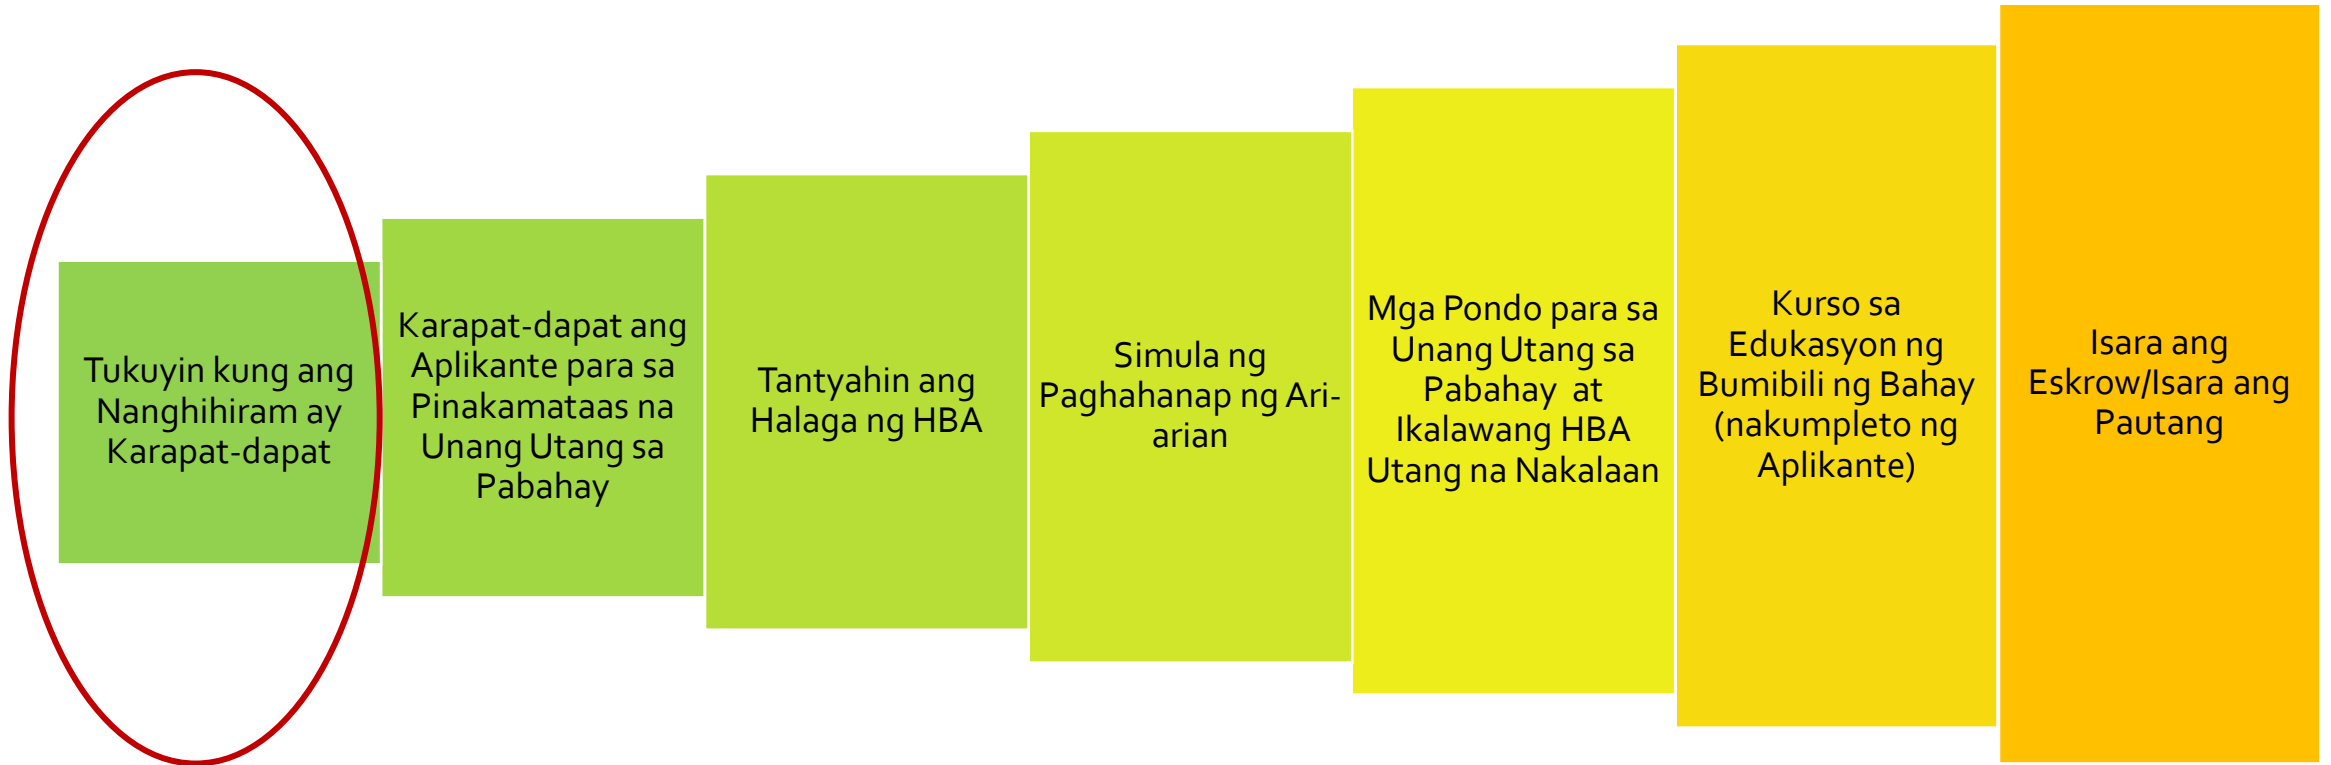 Tukuyin kung ang
Nanghihiram ay
Karapat-dapat
Karapat-dapat ang
Aplikante para sa
Pinakamataas na
Unang Utang sa
Pabahay
Tantyahin ang
Halaga ng HBA
Simula ng
Paghahanap ng Ari-
arian
Mga Pondo para sa
Unang Utang sa
Pabahay at
Ikalawang HBA
Utang na Nakalaan
Kurso sa
Edukasyon ng
Bumibili ng Bahay
(nakumpleto ng
Aplikante)
Isara ang
Eskrow/Isara ang
Pautang